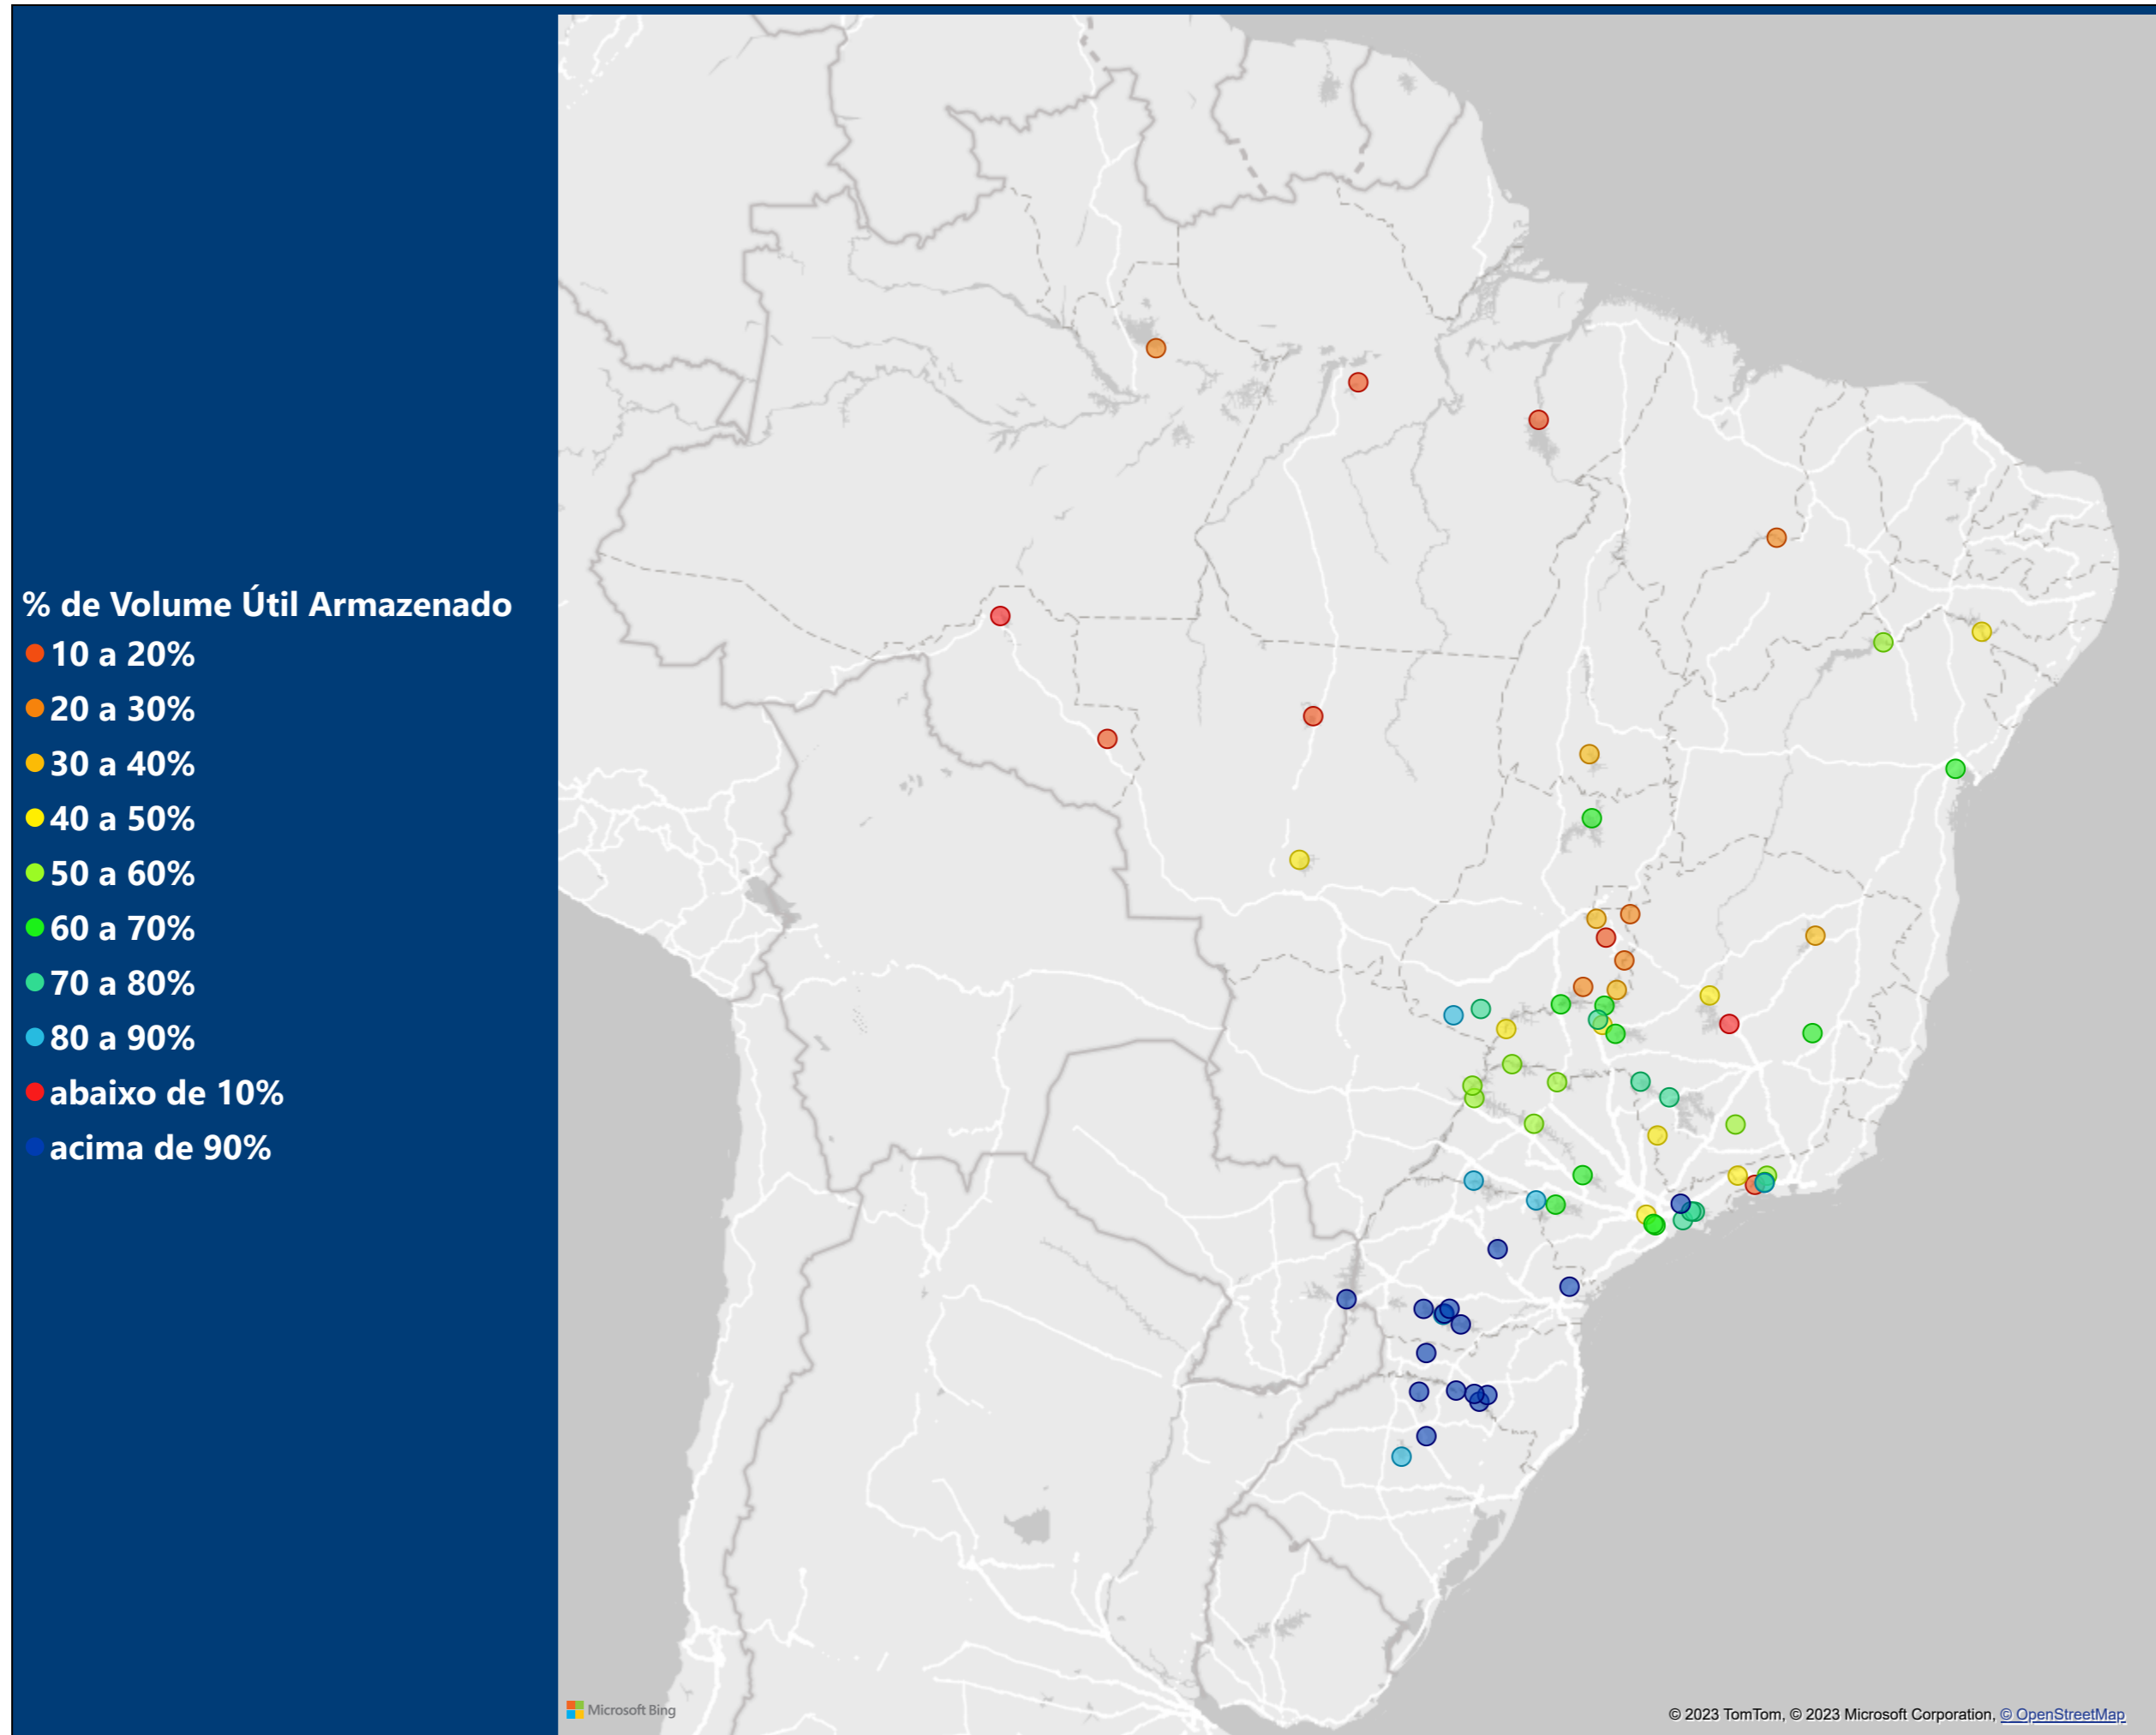 % de Volume Útil Armazenado
10 a 20%
20 a 30%
30 a 40%
40 a 50%
50 a 60%
60 a 70%
70 a 80%
80 a 90%
abaixo de 10%
acima de 90%
Microsoft Bing
© 2023 TomTom, © 2023 Microsoft Corporation, © OpenStreetMap